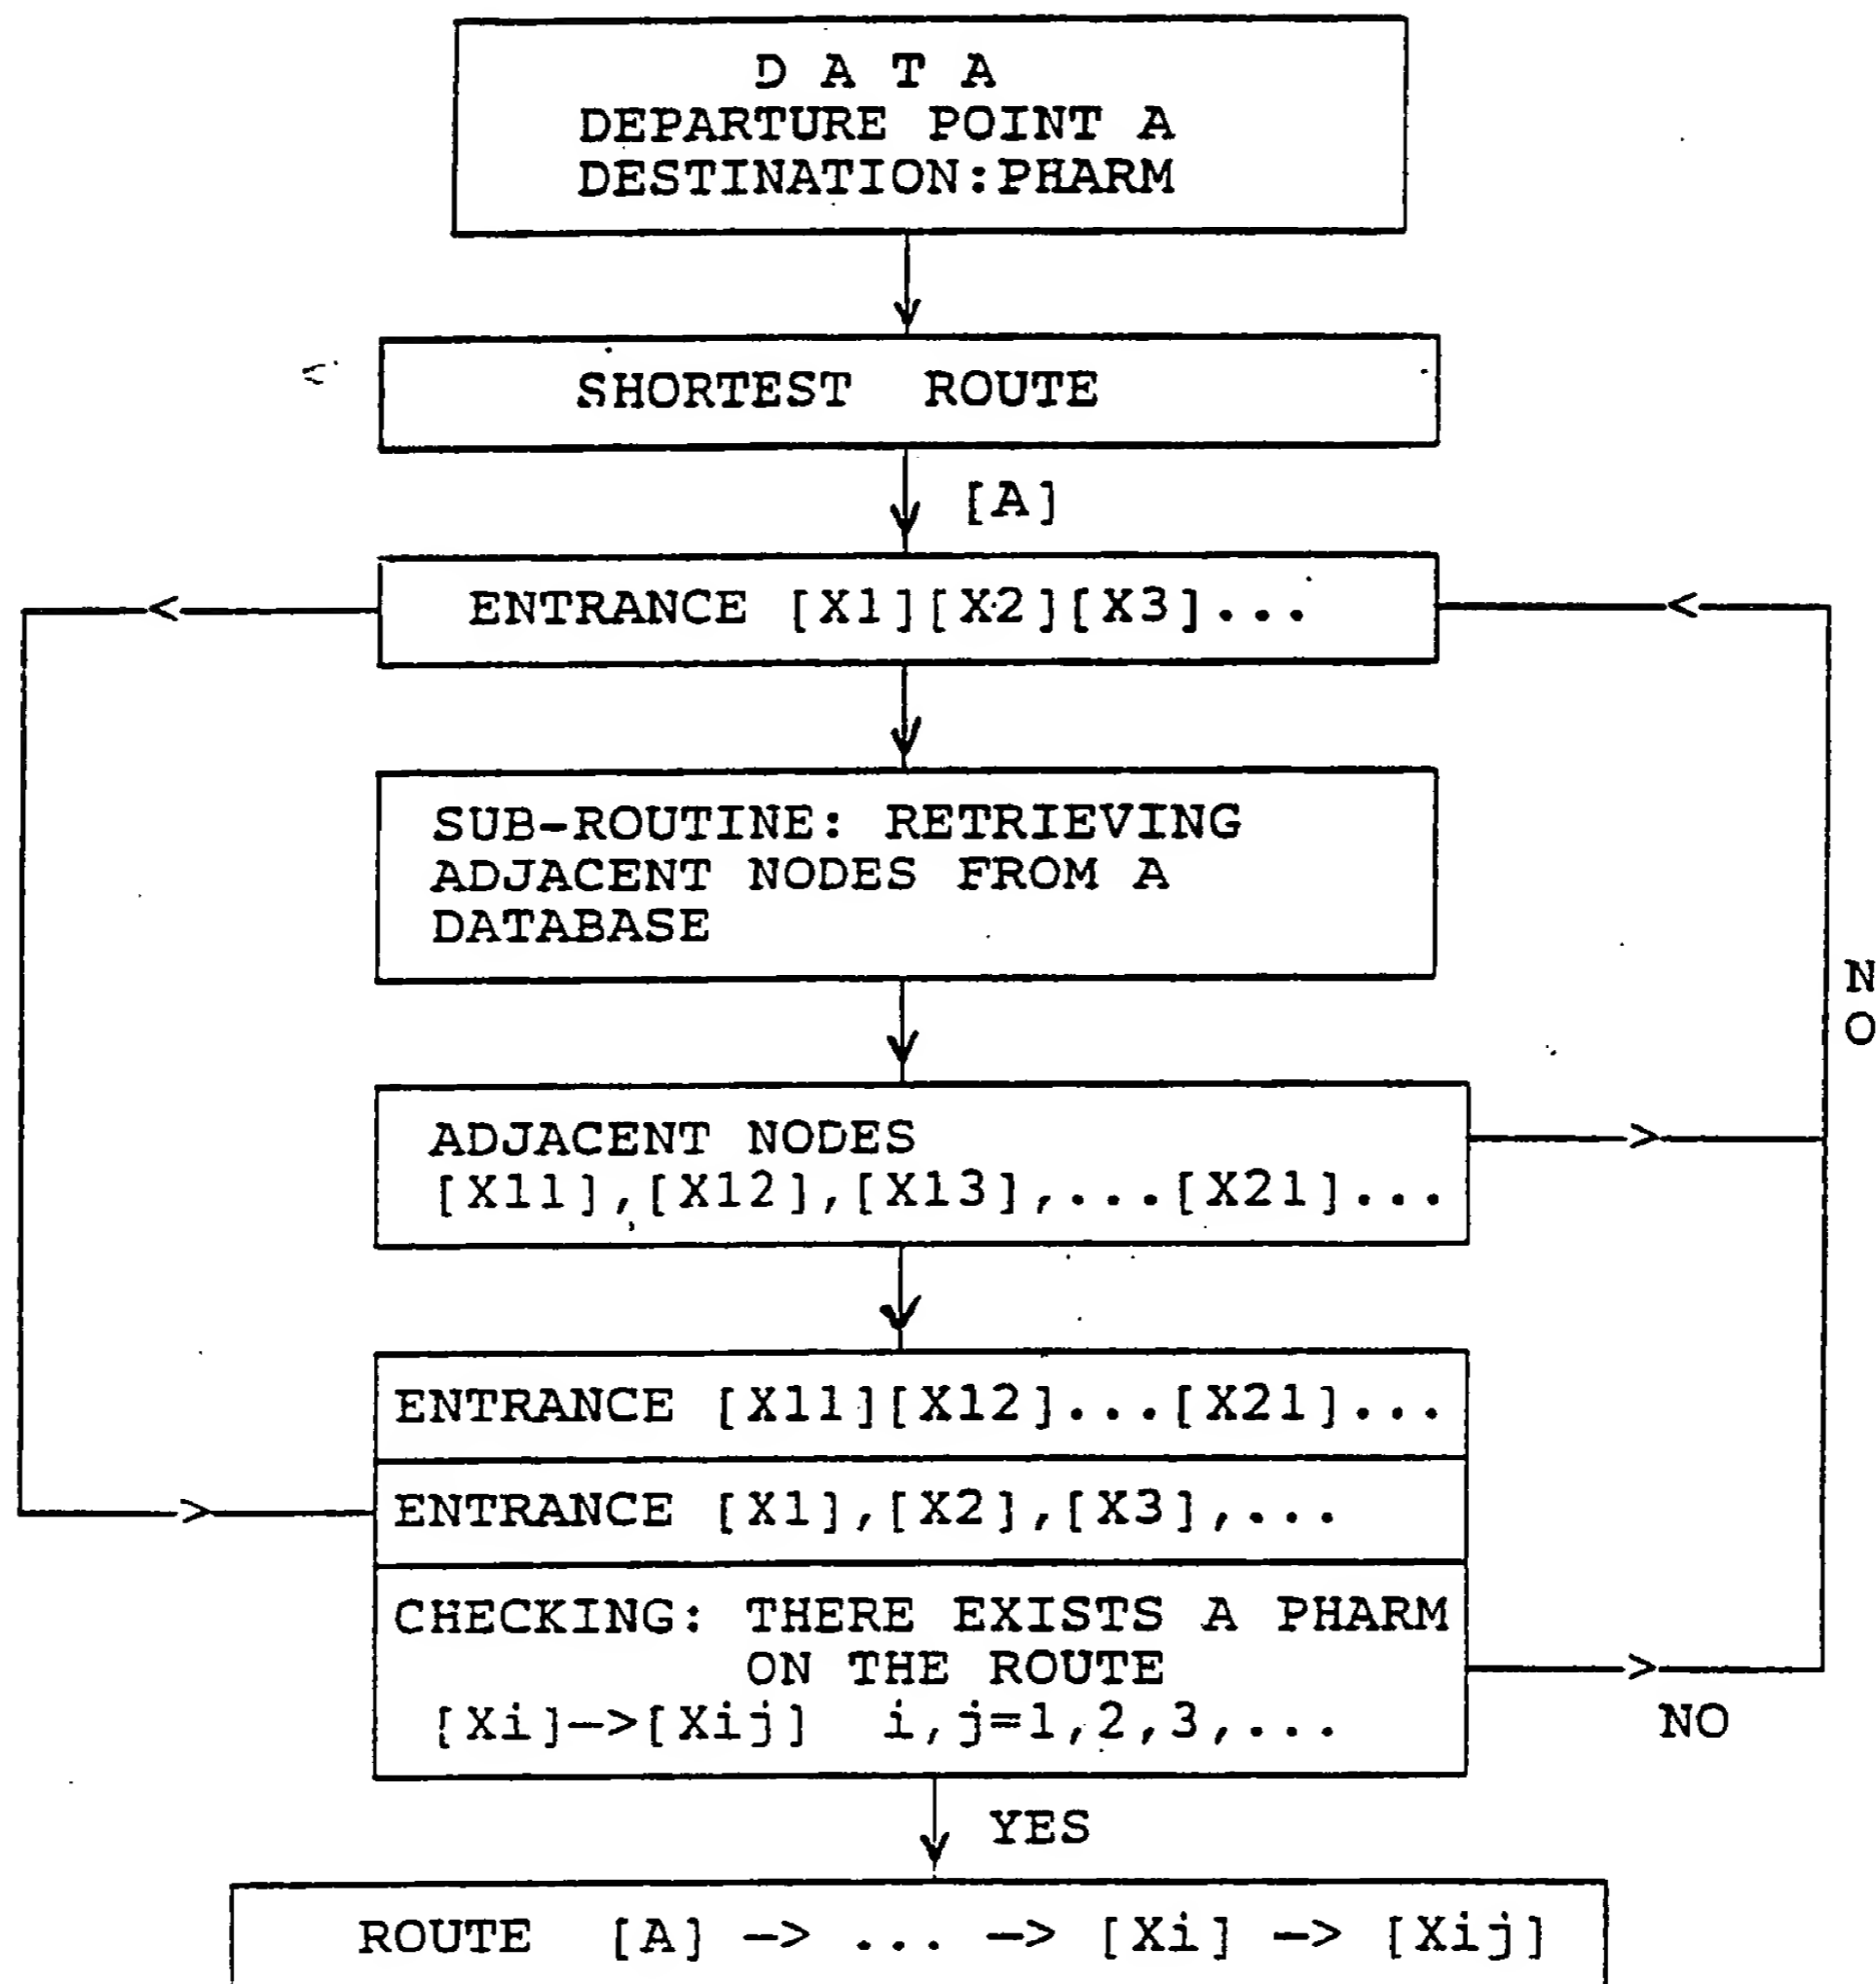 D A T A
DEPARTURE POINT A
DESTINATION:PHARM
SHORTEST ROUTE
[A]
ENTRANCE [X1][X2][X3]...
SUB-ROUTINE: RETRIEVING
ADJACENT NODES FROM A
DATABASE
N
O
ADJACENT NODES
[X11],[X12],[X13],...[X21]...
ENTRANCE [X11][X12]...[X21]...
ENTRANCE [X1],[X2],[X3],...
CHECKING: THERE EXISTS A PHARM
ON THE ROUTE
[Xi]->[Xij] i,j=1,2,3,...
NO
YES
ROUTE [A] -> ... -> [Xi] -> [Xij]